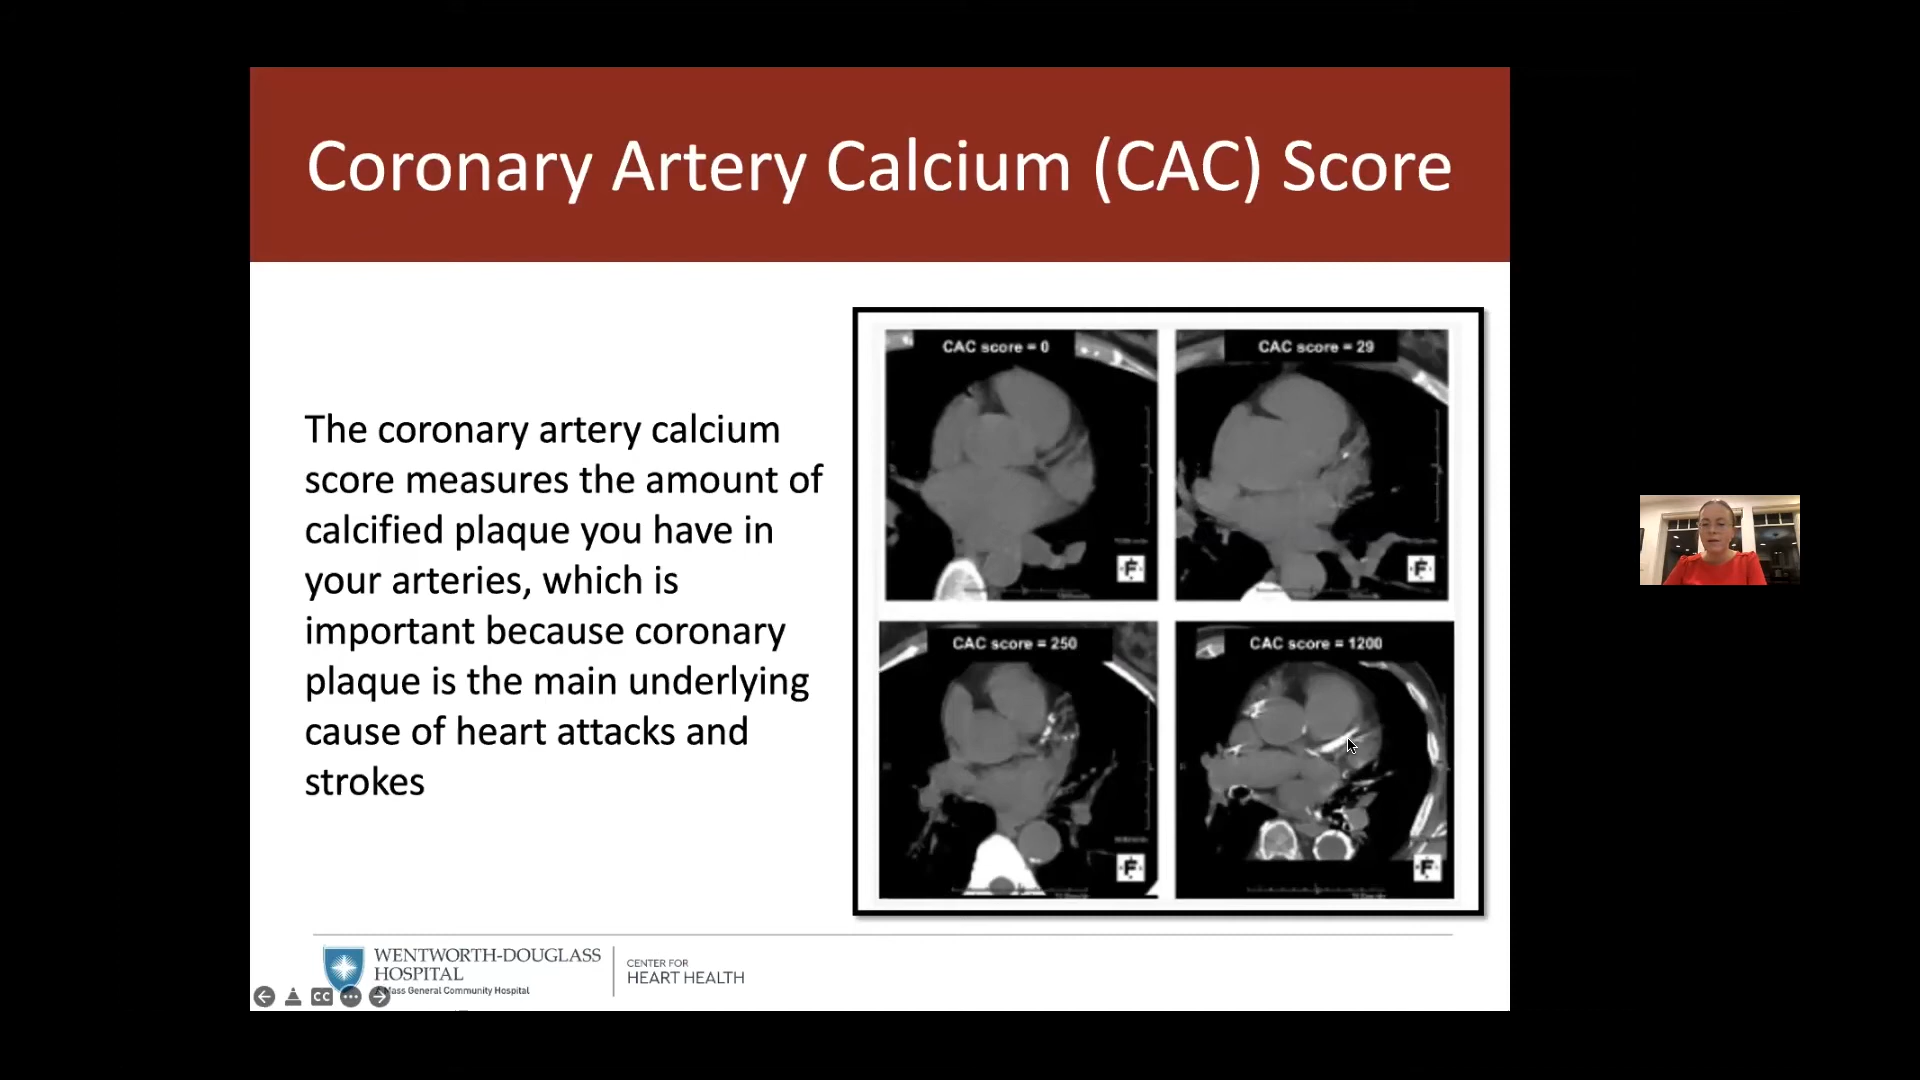 Coronary Artery Calcium (CAC) Score
The coronary artery calcium
score measures the amount of
calcified plaque you have in
your arteries, which is
important because coronary
plaque is the main underlying
cause of heart attacks and
strokes
CAC score = 0
CAC score = 29
F
F
CAC score = 250
CAC score = 1200
F
F
WENTWORTH-DOUGLASS
HOSPITAL
Mass General Community Hospital
CENTER FOR
HEART HEALTH
CC